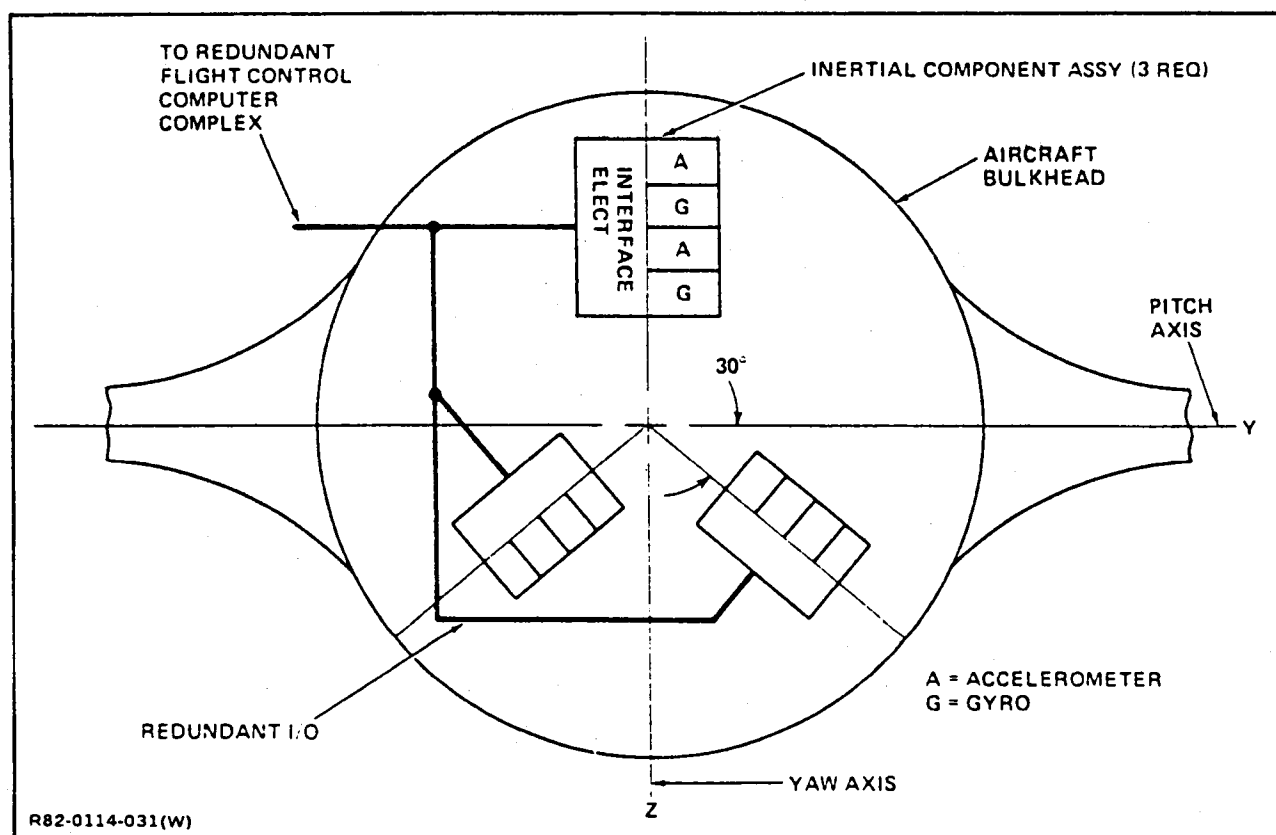 TO REDUNDANT
FLIGHT CONTROL
COMPUTER
COMPLEX
INERTIAL COMPONENT ASSY (3 REQ)
AIRCRAFT
BULKHEAD
INTERFACE
ELECT
A
G
A
G
PITCH
AXIS
30°
Y
A = ACCELEROMETER
G = GYRO
REDUNDANT I/O
YAW AXIS
Z
R82-0114-031(W)